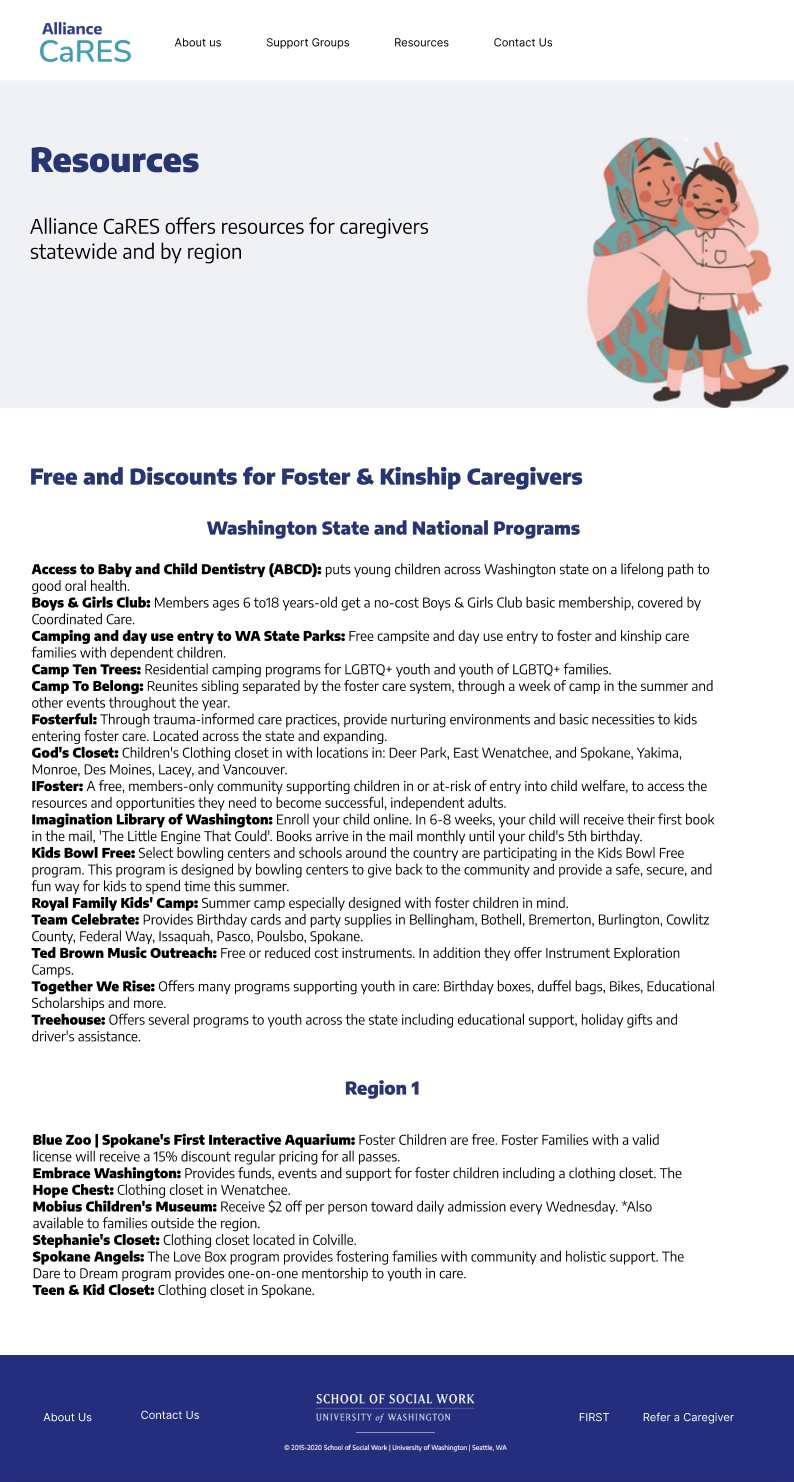 Alliance
CaRES
About us
Support Groups
Resources
Contact Us
Resources
Alliance CaRES offers resources for caregivers
statewide and by region
Free and Discounts for Foster & Kinship Caregivers
Washington State and National Programs
Access to Baby and Child Dentistry (ABCD): puts young children across Washington state on a lifelong path to
good oral health.
Boys & Girls Club: Members ages 6 to18 years-old get a no-cost Boys & Girls Club basic membership, covered by
Coordinated Care.
Camping and day use entry to WA State Parks: Free campsite and day use entry to foster and kinship care
families with dependent children.
Camp Ten Trees: Residential camping programs for LGBTQ+ youth and youth of LGBTQ+ families.
Camp To Belong: Reunites sibling separated by the foster care system, through a week of camp in the summer and
other events throughout the year.
Fosterful: Through trauma-informed care practices, provide nurturing environments and basic necessities to kids
entering foster care. Located across the state and expanding.
God's Closet: Children's Clothing closet in with locations in: Deer Park, East Wenatchee, and Spokane, Yakima,
Monroe, Des Moines, Lacey, and Vancouver.
IFoster: A free, members-only community supporting children in or at-risk of entry into child welfare, to access the
resources and opportunities they need to become successful, independent adults.
Imagination Library of Washington: Enroll your child online. In 6-8 weeks, your child will receive their first book
in the mail, 'The Little Engine That Could'. Books arrive in the mail monthly until your child's 5th birthday.
Kids Bowl Free: Select bowling centers and schools around the country are participating in the Kids Bowl Free
program. This program is designed by bowling centers to give back to the community and provide a safe, secure, and
fun way for kids to spend time this summer.
Royal Family Kids' Camp: Summer camp especially designed with foster children in mind.
Team Celebrate: Provides Birthday cards and party supplies in Bellingham, Bothell, Bremerton, Burlington, Cowlitz
County, Federal Way, Issaquah, Pasco, Poulsbo, Spokane.
Ted Brown Music Outreach: Free or reduced cost instruments. In addition they offer Instrument Exploration
Camps.
Together We Rise: Offers many programs supporting youth in care: Birthday boxes, duffel bags, Bikes, Educational
Scholarships and more.
Treehouse: Offers several programs to youth across the state including educational support, holiday gifts and
driver's assistance.
Region 1
Blue Zoo | Spokane's First Interactive Aquarium: Foster Children are free. Foster Families with a valid
license will receive a 15% discount regular pricing for all passes.
Embrace Washington: Provides funds, events and support for foster children including a clothing closet. The
Hope Chest: Clothing closet in Wenatchee.
Mobius Children's Museum: Receive $2 off per person toward daily admission every Wednesday. *Also
available to families outside the region.
Stephanie's Closet: Clothing closet located in Colville.
Spokane Angels: The Love Box program provides fostering families with community and holistic support. The
Dare to Dream program provides one-on-one mentorship to youth in care.
Teen & Kid Closet: Clothing closet in Spokane.
About Us
Contact Us
SCHOOL OF SOCIAL WORK
UNIVERSITY of WASHINGTON
© 2015-2020 School of Social Work | University of Washington | Seattle, WA
FIRST
Refer a Caregiver